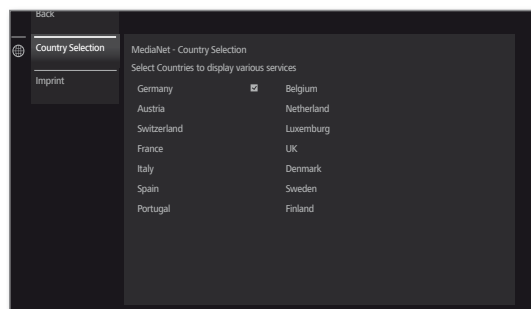 Back
Country Selection
Imprint
MediaNet - Country Selection
Select Countries to display various services
Germany Belgium
Austria Netherland
Switzerland Luxemburg
France UK
Italy Denmark
Spain Sweden
Portugal Finland